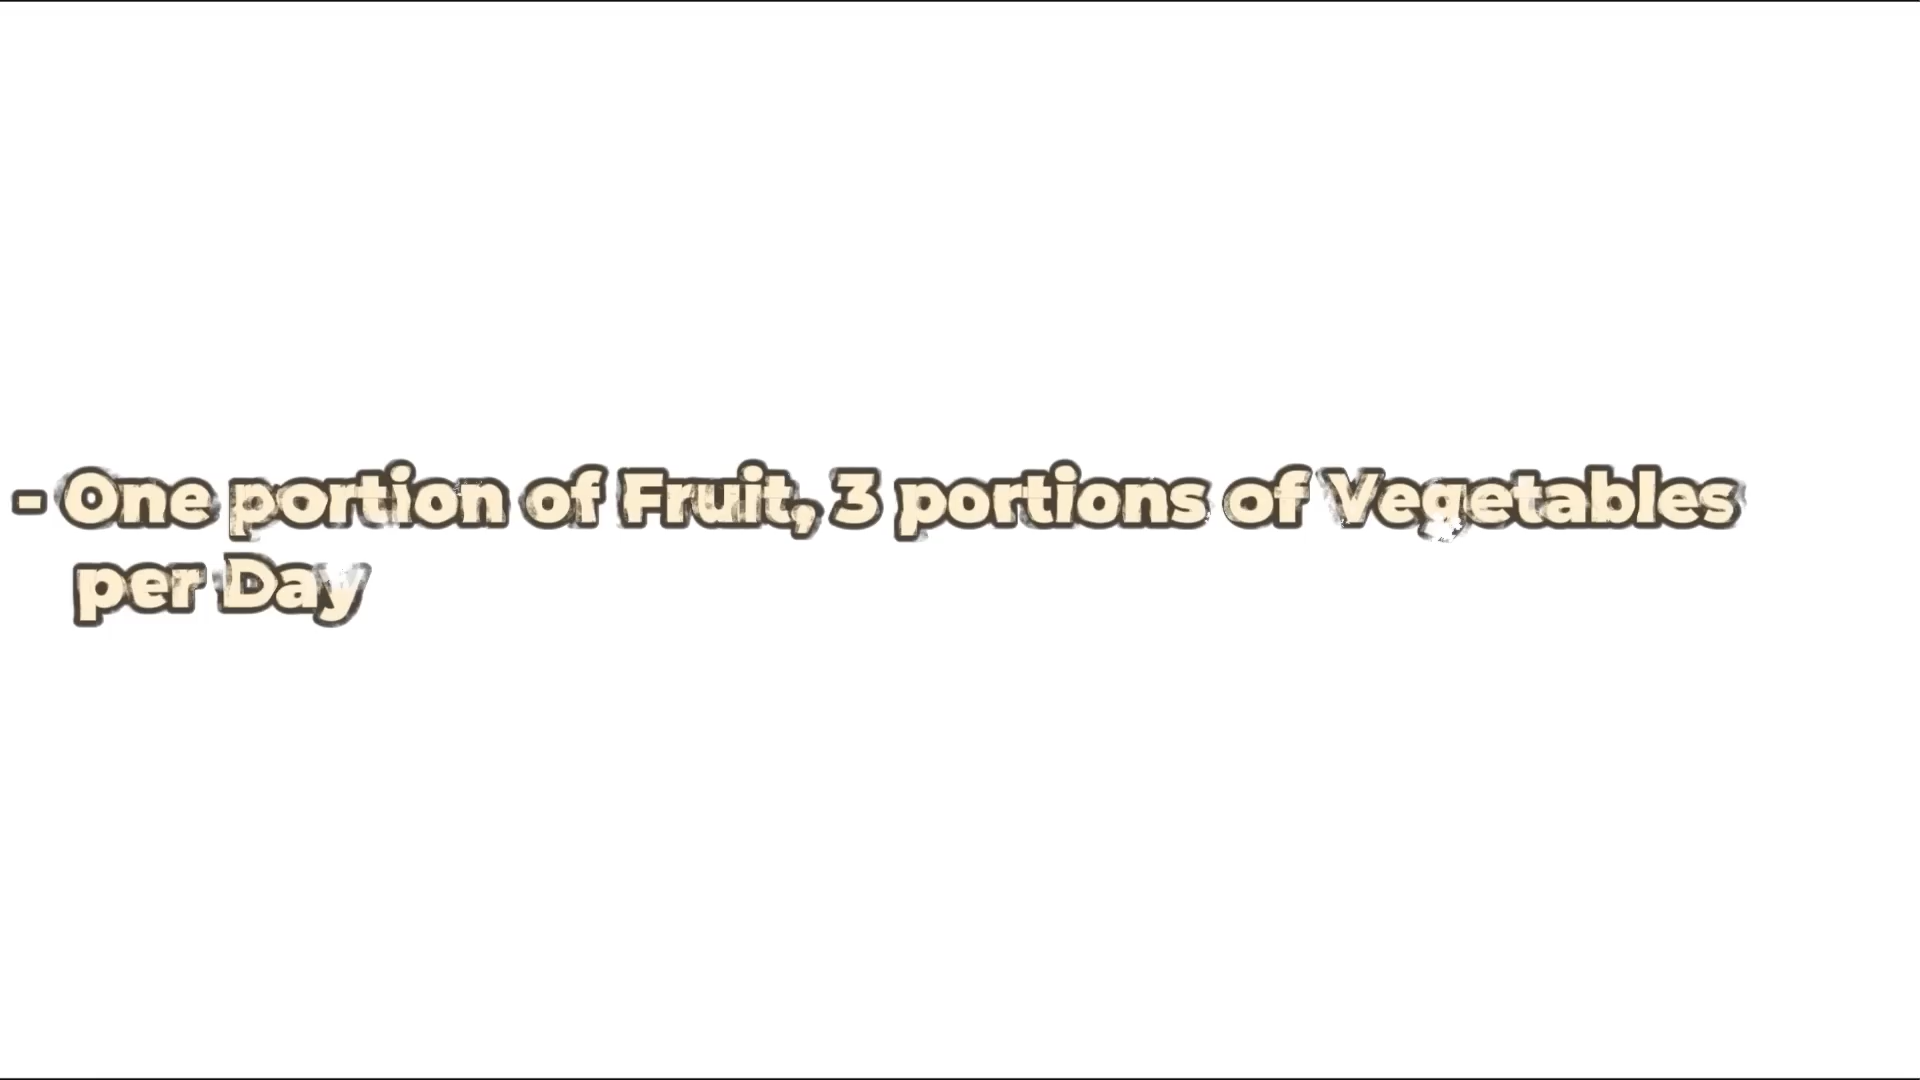 - One portion of Fruit, 3 portions of Vegetables
per Day